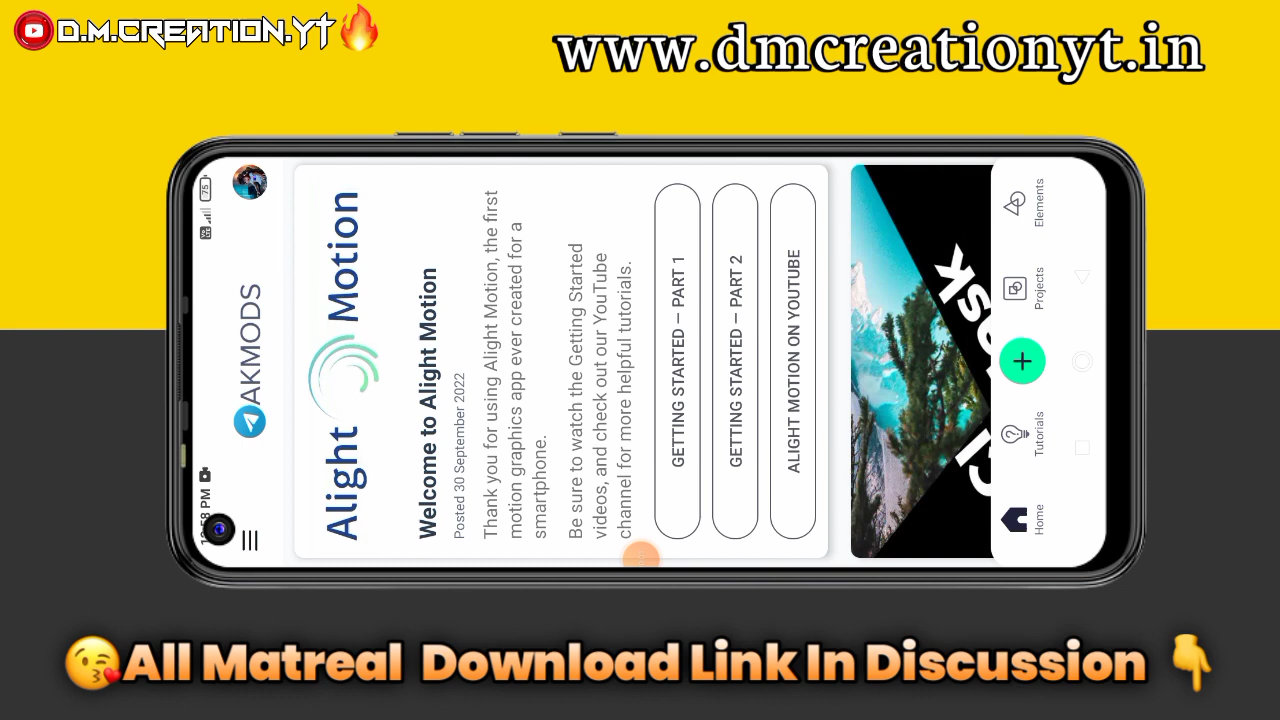 D.M.CREATION.YT
www.dmcreationyt.in
75
AKMODS
Alight Motion
Welcome to Alight Motion
Posted 30 September 2022
Thank you for using Alight Motion, the first
motion graphics app ever created for a
smartphone.
Be sure to watch the Getting Started
videos, and check out our YouTube
channel for more helpful tutorials.
GETTING STARTED – PART 1
GETTING STARTED – PART 2
ALIGHT MOTION ON YOUTUBE
Home
Tutorials
Projects
Elements
😘All Matreal Download Link In Discussion 👇